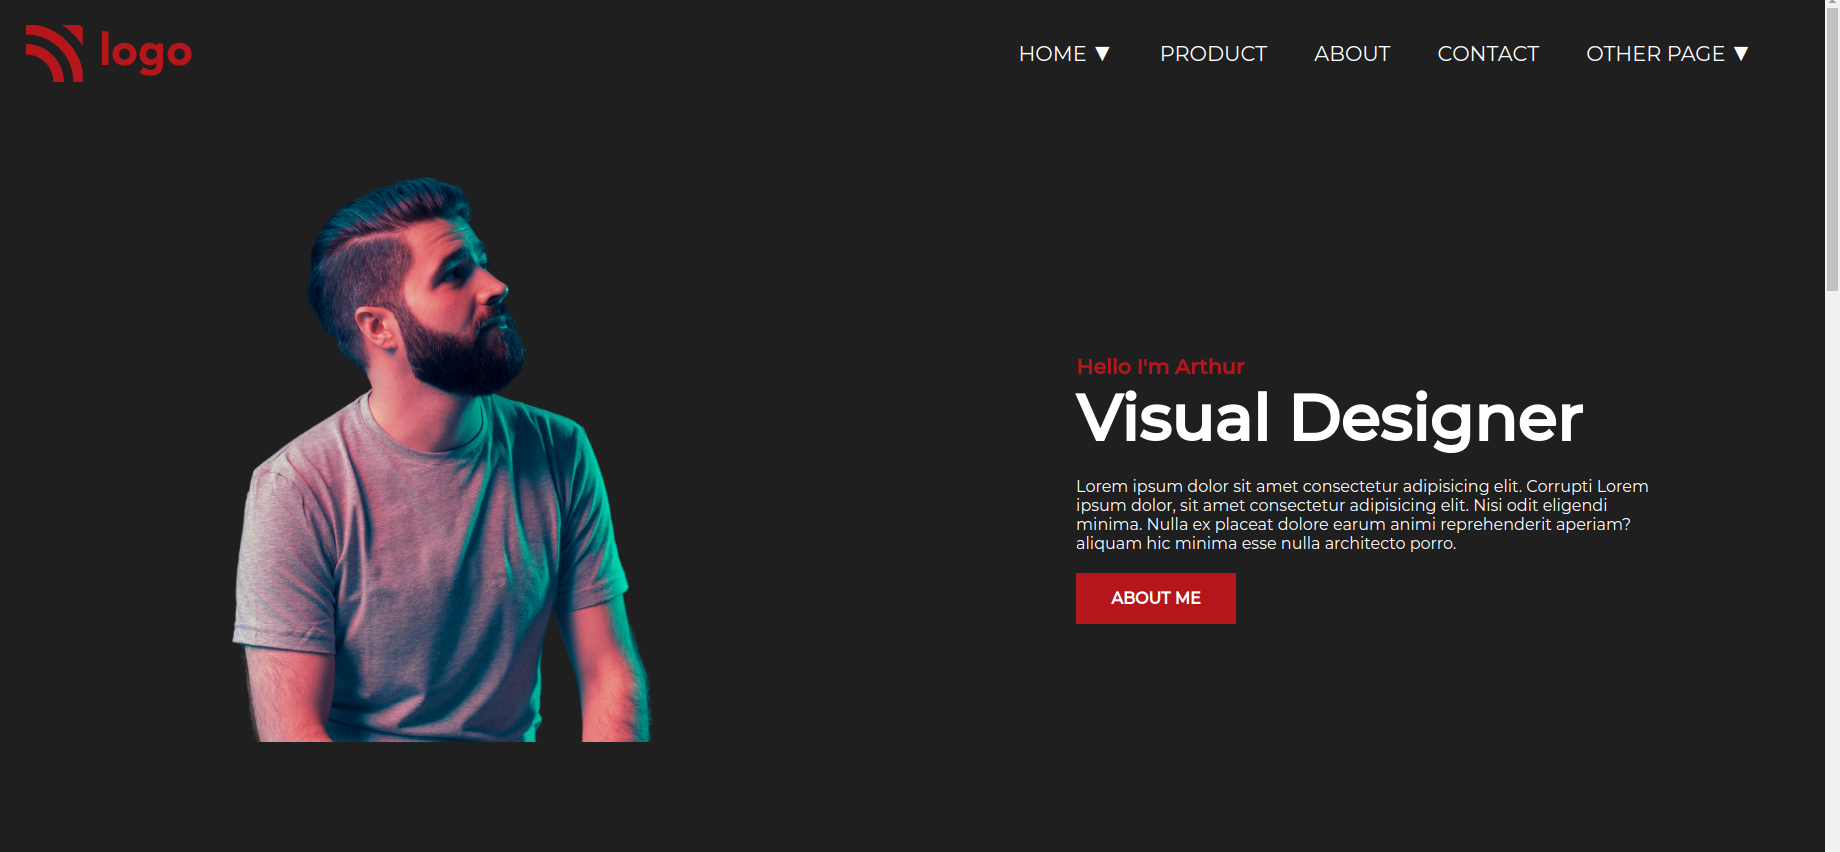 logo
HOME ▼ PRODUCT ABOUT CONTACT OTHER PAGE ▼
Hello I'm Arthur
Visual Designer
Lorem ipsum dolor sit amet consectetur adipisicing elit. Corrupti Lorem
ipsum dolor, sit amet consectetur adipisicing elit. Nisi odit eligendi
minima. Nulla ex placeat dolore earum animi reprehenderit aperiam?
aliquam hic minima esse nulla architecto porro.
ABOUT ME